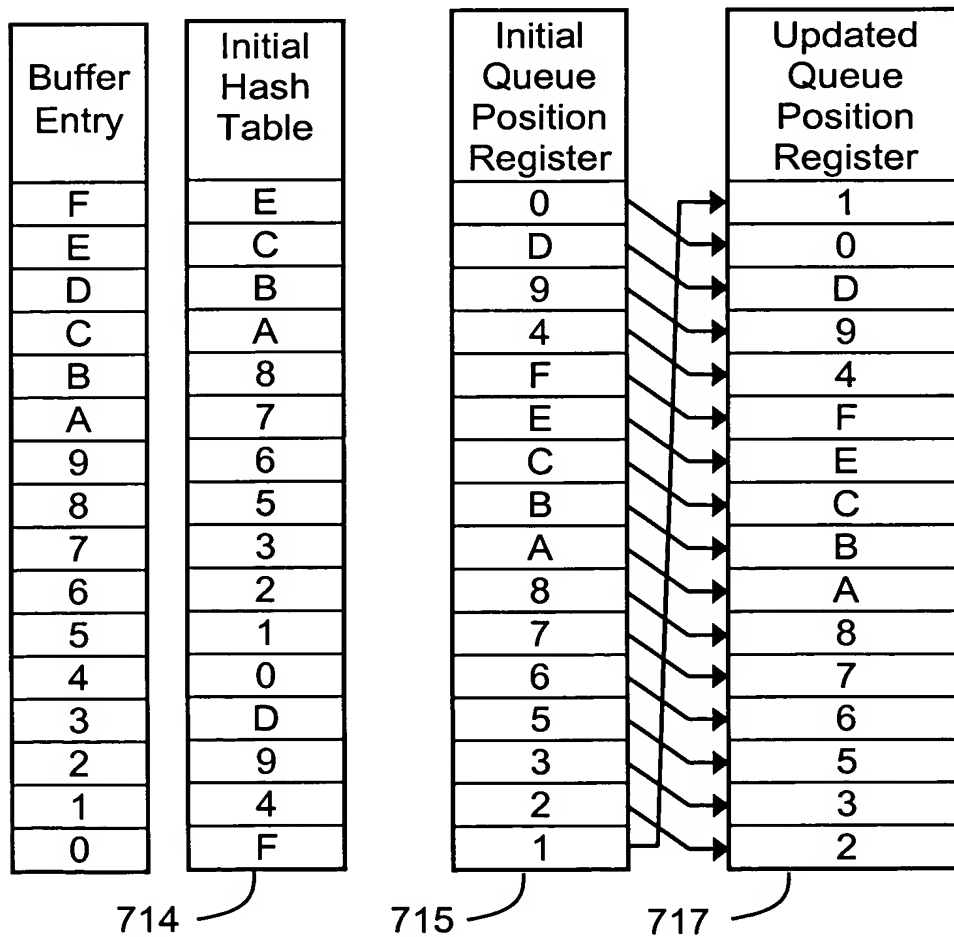 Buffer
Entry
F
E
D
C
B
A
9
8
7
6
5
4
3
2
1
0
Initial
Hash
Table
E
C
B
A
8
7
6
5
3
2
1
0
D
9
4
F
714
Initial
Queue
Position
Register
0
D
9
4
F
E
C
B
A
8
7
6
5
3
2
1
715
Updated
Queue
Position
Register
1
0
D
9
4
F
E
C
B
A
8
7
6
5
3
2
717